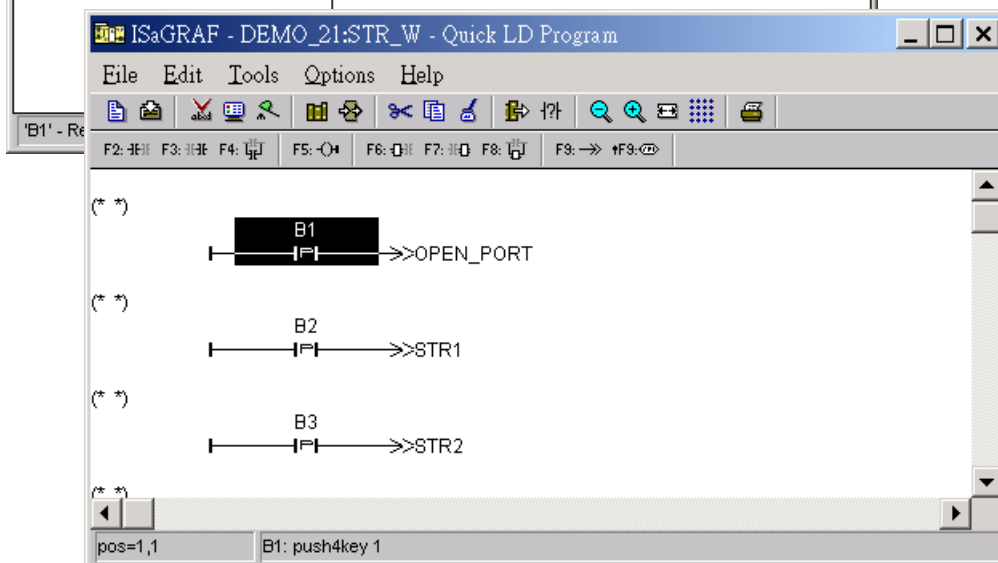 ISaGRAF - DEMO_21:STR_W - Quick LD Program
File Edit Tools Options Help
'B1' - Re
F2: F3: F4: F5: F6: F7: F8: F9: F9:
(* *)
B1
>>OPEN_PORT
(* *)
B2
>>STR1
(* *)
B3
>>STR2
(* *)
pos=1,1 B1: push4key 1